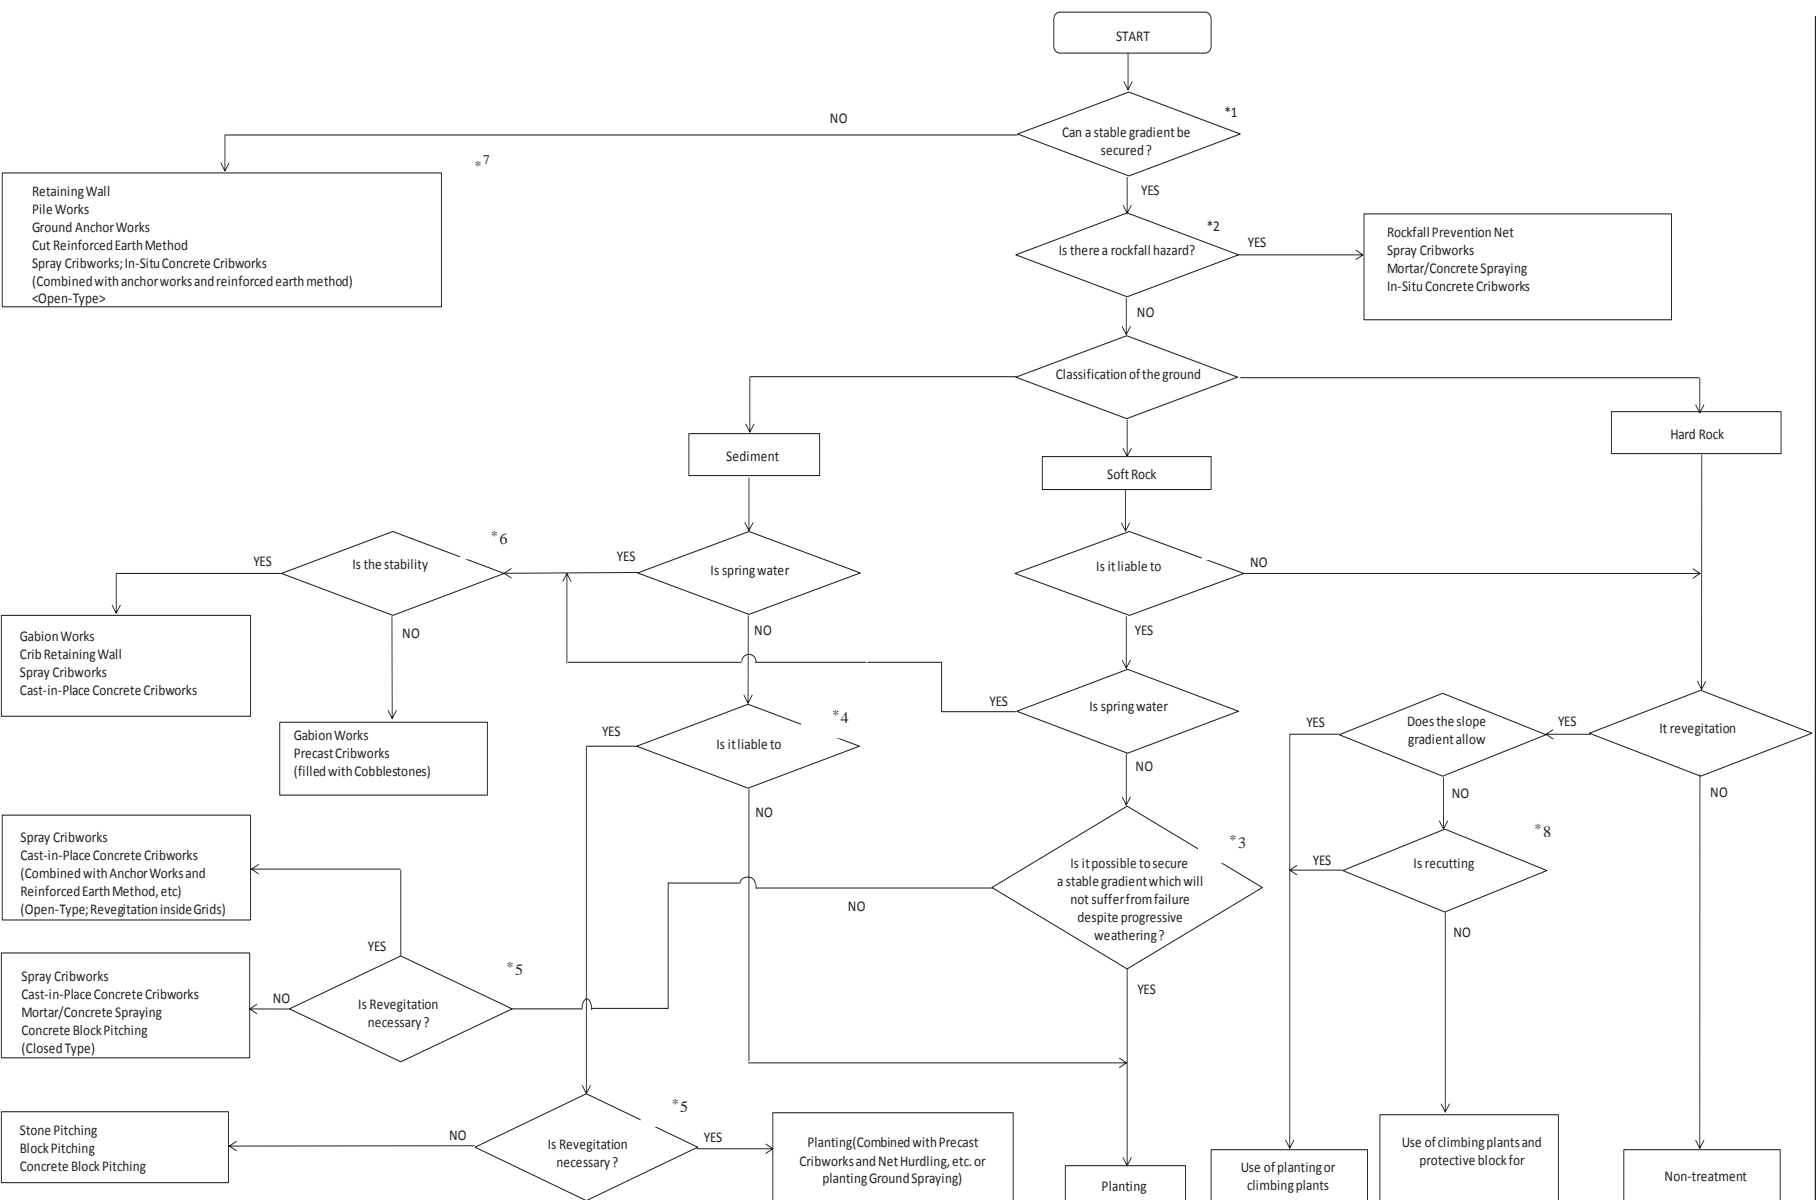 START
*1
Can a stable gradient be
secured ?
NO
YES
*7
Retaining Wall
Pile Works
Ground Anchor Works
Cut Reinforced Earth Method
Spray Cribworks; In-Situ Concrete Cribworks
(Combined with anchor works and reinforced earth method)
<Open-Type>
*2
Is there a rockfall hazard?
YES
NO
Rockfall Prevention Net
Spray Cribworks
Mortar/Concrete Spraying
In-Situ Concrete Cribworks
Classification of the ground
Sediment
Soft Rock
Hard Rock
*6
Is the stability
YES
NO
YES
Is spring water
NO
Is it liable to
NO
YES
Gabion Works
Crib Retaining Wall
Spray Cribworks
Cast-in-Place Concrete Cribworks
Gabion Works
Precast Cribworks
(filled with Cobblestones)
YES
Is it liable to
*4
NO
YES
Is spring water
NO
YES
Does the slope
gradient allow
YES
It revegitation
NO
NO
*8
YES
Is recutting
NO
*3
Is it possible to secure
a stable gradient which will
not suffer from failure
despite progressive
weathering ?
NO
YES
Spray Cribworks
Cast-in-Place Concrete Cribworks
(Combined with Anchor Works and
Reinforced Earth Method, etc)
(Open-Type; Revegitation inside Grids)
YES
*5
Is Revegitation
necessary ?
NO
Spray Cribworks
Cast-in-Place Concrete Cribworks
Mortar/Concrete Spraying
Concrete Block Pitching
(Closed Type)
Stone Pitching
Block Pitching
Concrete Block Pitching
NO
*5
Is Revegitation
necessary ?
YES
Planting(Combined with Precast
Cribworks and Net Hurdling, etc. or
planting Ground Spraying)
Planting
Use of planting or
climbing plants
Use of climbing plants and
protective block for
Non-treatment